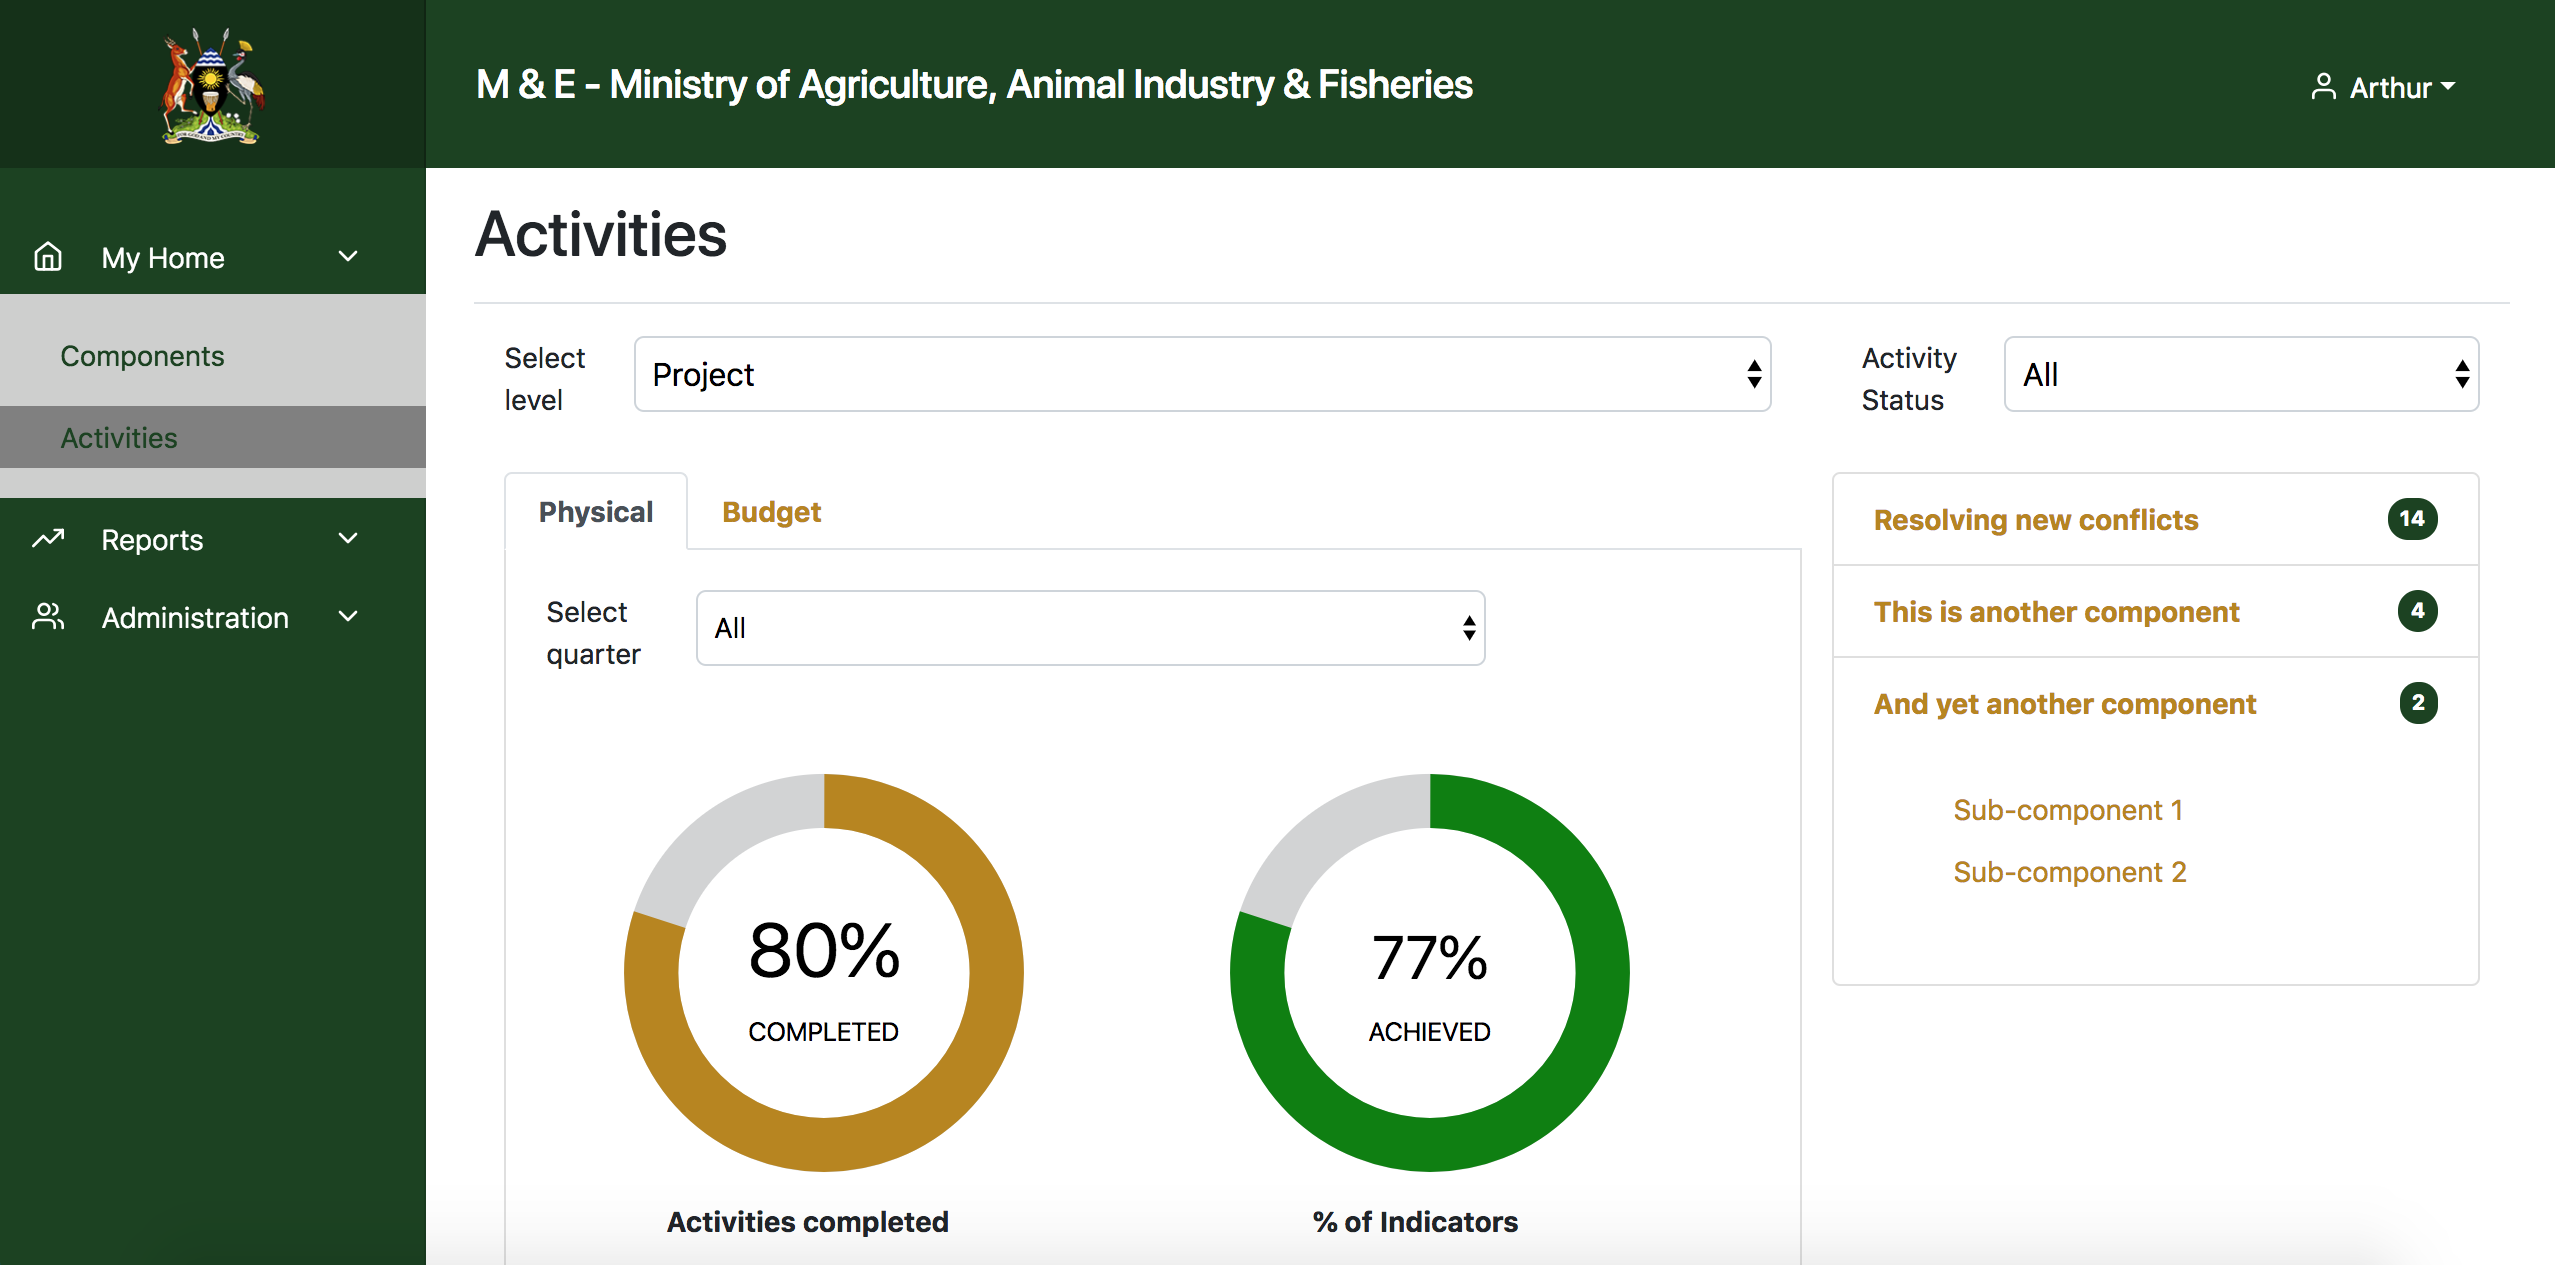 M & E - Ministry of Agriculture, Animal Industry & Fisheries
Arthur
My Home
Components
Activities
Reports
Administration
Activities
Select
level
Project
Activity
Status
All
Physical
Budget
Select
quarter
All
80%
COMPLETED
Activities completed
77%
ACHIEVED
% of Indicators
Resolving new conflicts
14
This is another component
4
And yet another component
2
Sub-component 1
Sub-component 2